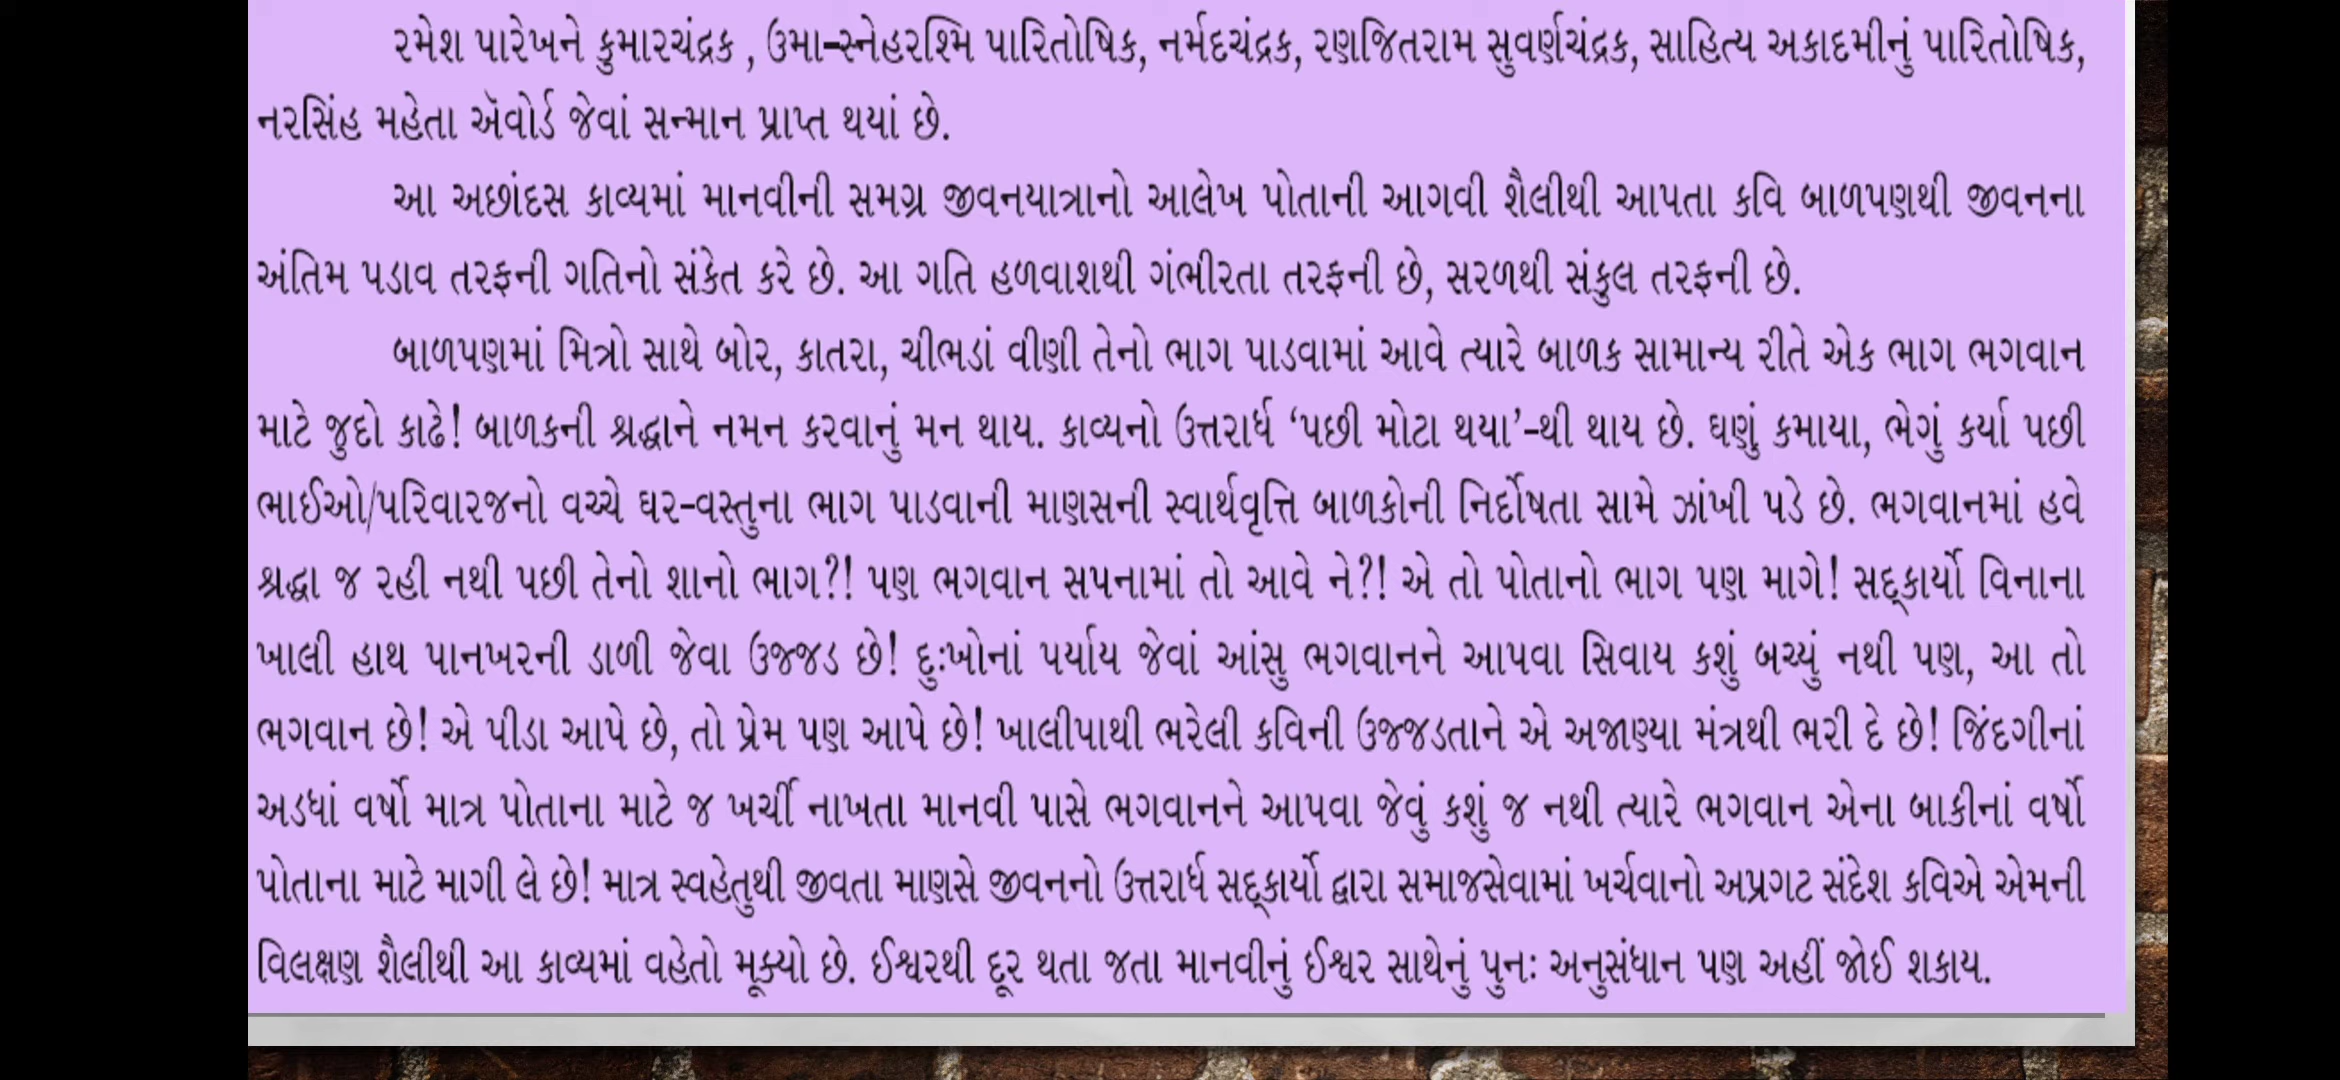 રમેશ પારેખને કુમારચંદ્રક , ઉમા–સ્નેહરશ્મિ પારિતોષિક, નર્મદચંદ્રક, રણજિતરામ સુવર્ણચંદ્રક, સાહિત્ય અકાદમીનું પારિતોષિક,
નરસિંહ મહેતા ઍવોર્ડ જેવાં સન્માન પ્રાપ્ત થયાં છે.
આ અછાંદસ કાવ્યમાં માનવીની સમગ્ર જીવનયાત્રાનો આલેખ પોતાની આગવી શૈલીથી આપતા કવિ બાળપણથી જીવનના
અંતિમ પડાવ તરફની ગતિનો સંકેત કરે છે. આ ગતિ હળવાશથી ગંભીરતા તરફની છે, સરળથી સંકુલ તરફની છે.
બાળપણમાં મિત્રો સાથે બોર, કાતરા, ચીભડાં વીણી તેનો ભાગ પાડવામાં આવે ત્યારે બાળક સામાન્ય રીતે એક ભાગ ભગવાન
માટે જુદો કાઢે! બાળકની શ્રદ્ધાને નમન કરવાનું મન થાય. કાવ્યનો ઉત્તરાર્ધ ‘પછી મોટા થયા’-થી થાય છે. ઘણું કમાયા, ભેગું કર્યા પછી
ભાઈઓ/પરિવારજનો વચ્ચે ઘર-વસ્તુના ભાગ પાડવાની માણસની સ્વાર્થવૃત્તિ બાળકોની નિર્દોષતા સામે ઝાંખી પડે છે. ભગવાનમાં હવે
શ્રદ્ધા જ રહી નથી પછી તેનો શાનો ભાગ?! પણ ભગવાન સપનામાં તો આવે ને?! એ તો પોતાનો ભાગ પણ માગે! સદ્કાર્યો વિનાના
ખાલી હાથ પાનખરની ડાળી જેવા ઉજ્જડ છે! દુઃખોનાં પર્યાય જેવાં આંસુ ભગવાનને આપવા સિવાય કશું બચ્યું નથી પણ, આ તો
ભગવાન છે! એ પીડા આપે છે, તો પ્રેમ પણ આપે છે! ખાલીપાથી ભરેલી કવિની ઉજ્જડતાને એ અજાણ્યા મંત્રથી ભરી દે છે! જિંદગીનાં
અડધાં વર્ષો માત્ર પોતાના માટે જ ખર્ચી નાખતા માનવી પાસે ભગવાનને આપવા જેવું કશું જ નથી ત્યારે ભગવાન એના બાકીનાં વર્ષો
પોતાના માટે માગી લે છે! માત્ર સ્વહેતુથી જીવતા માણસે જીવનનો ઉત્તરાર્ધ સદ્કાર્યો દ્વારા સમાજસેવામાં ખર્ચવાનો અપ્રગટ સંદેશ કવિએ એમની
વિલક્ષણ શૈલીથી આ કાવ્યમાં વહેતો મૂક્યો છે. ઈશ્વરથી દૂર થતા જતા માનવીનું ઈશ્વર સાથેનું પુનઃ અનુસંધાન પણ અહીં જોઈ શકાય.